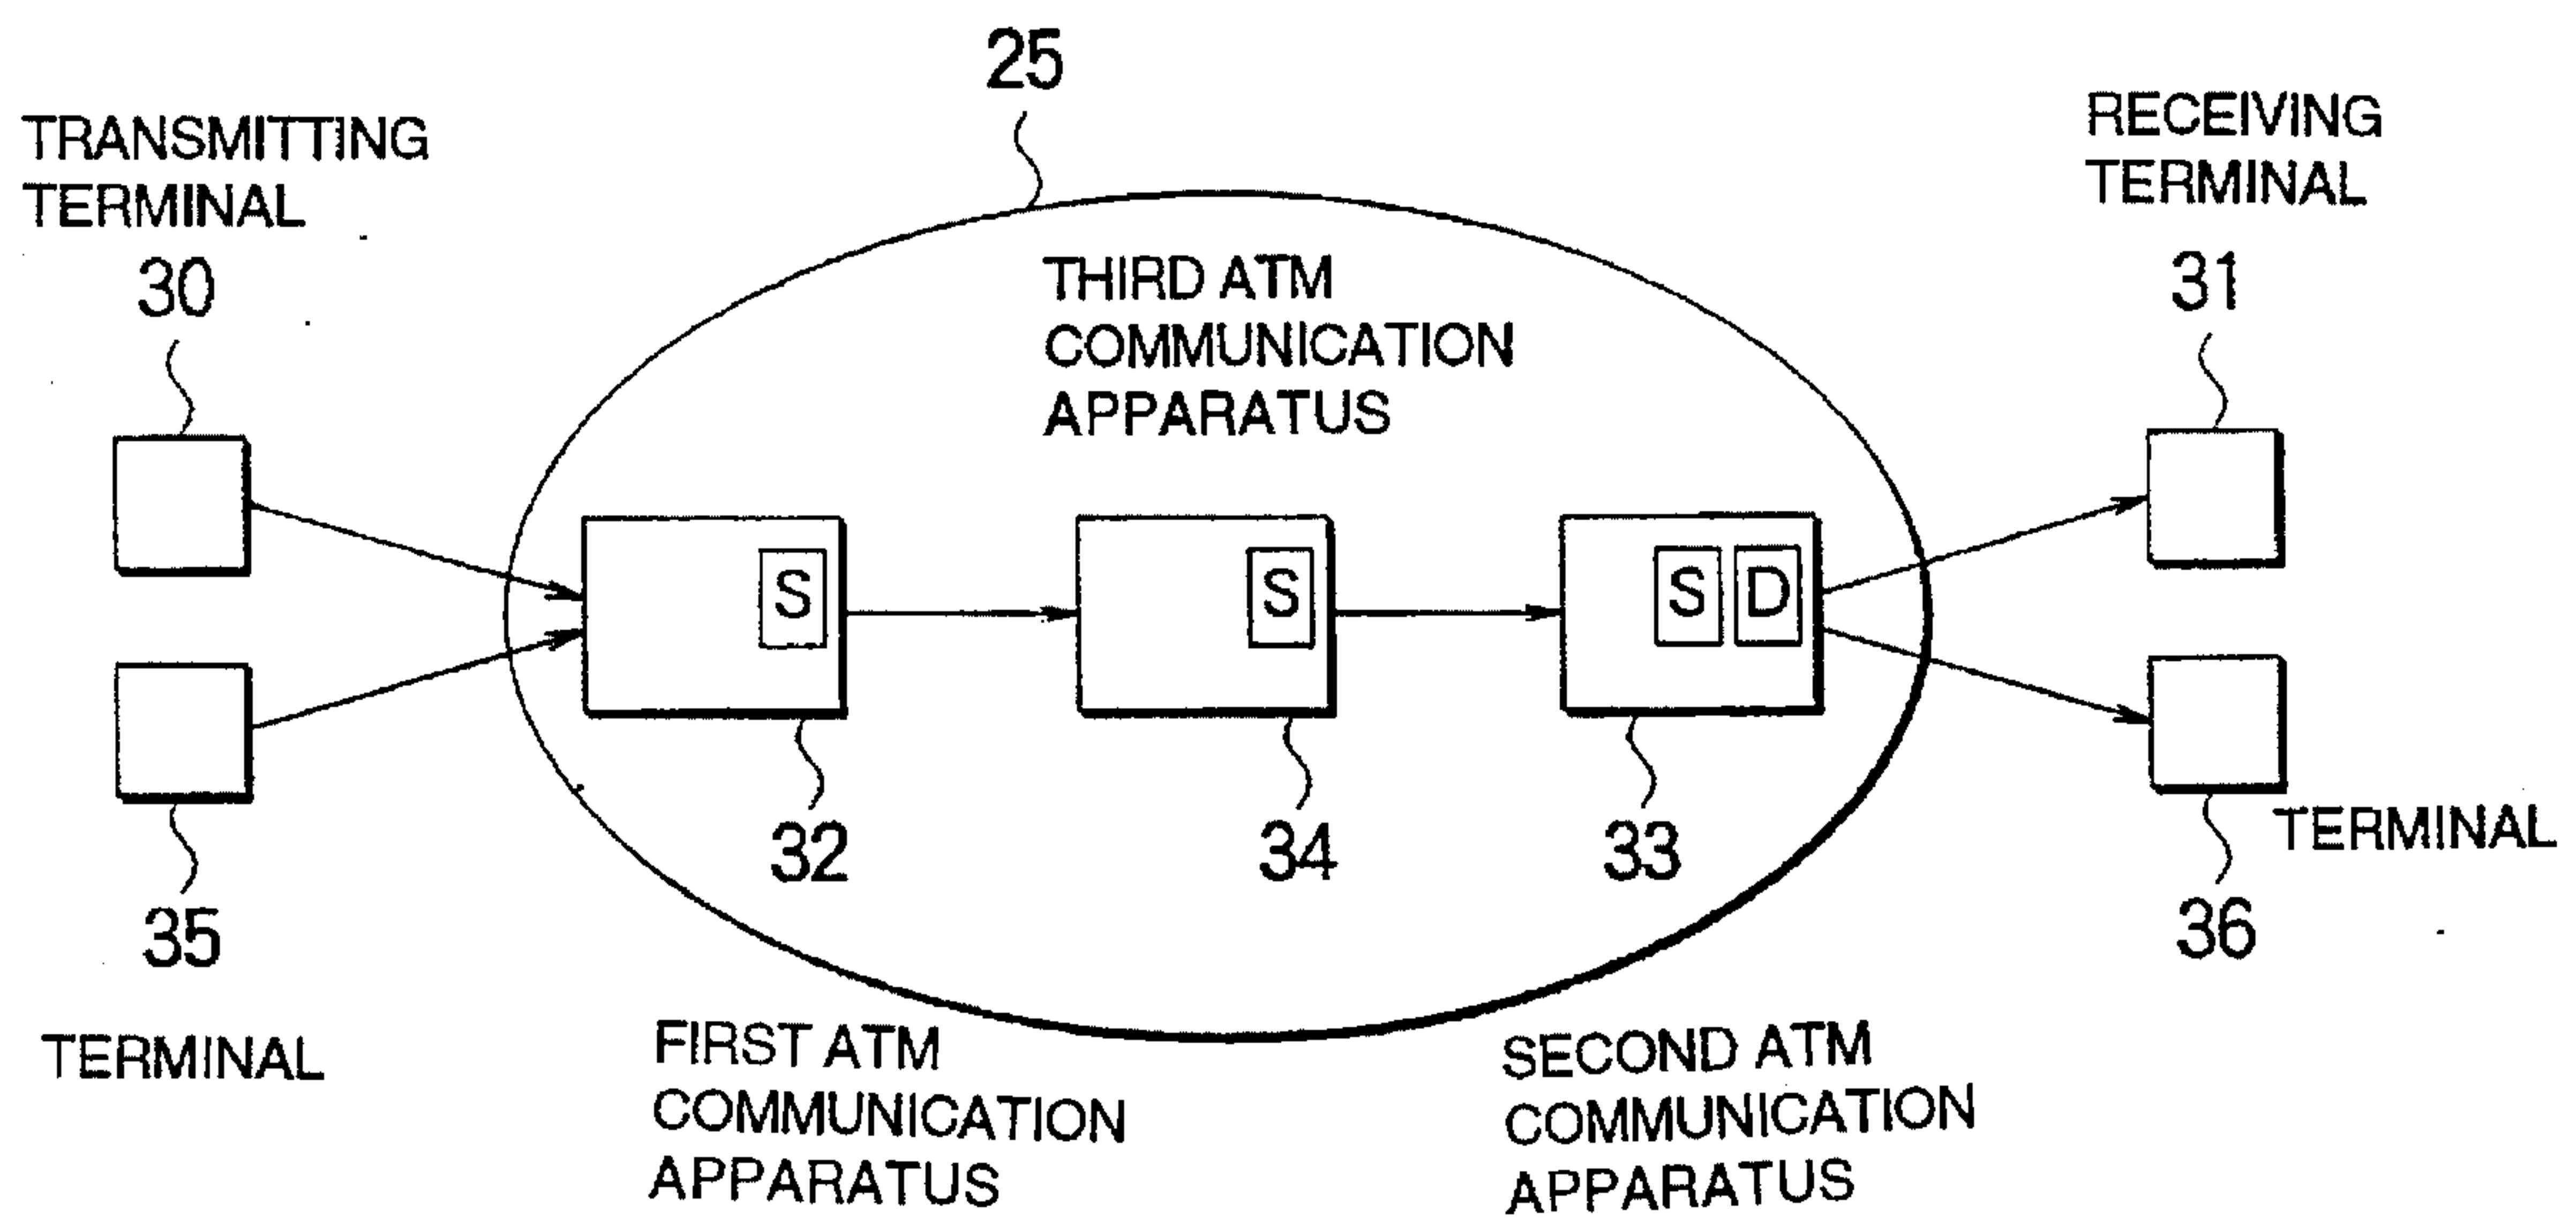 25
TRANSMITTING
TERMINAL
30
RECEIVING
TERMINAL
31
THIRD ATM
COMMUNICATION
APPARATUS
S
S
S D
32
34
33
35
TERMINAL
36
TERMINAL
FIRST ATM
COMMUNICATION
APPARATUS
SECOND ATM
COMMUNICATION
APPARATUS